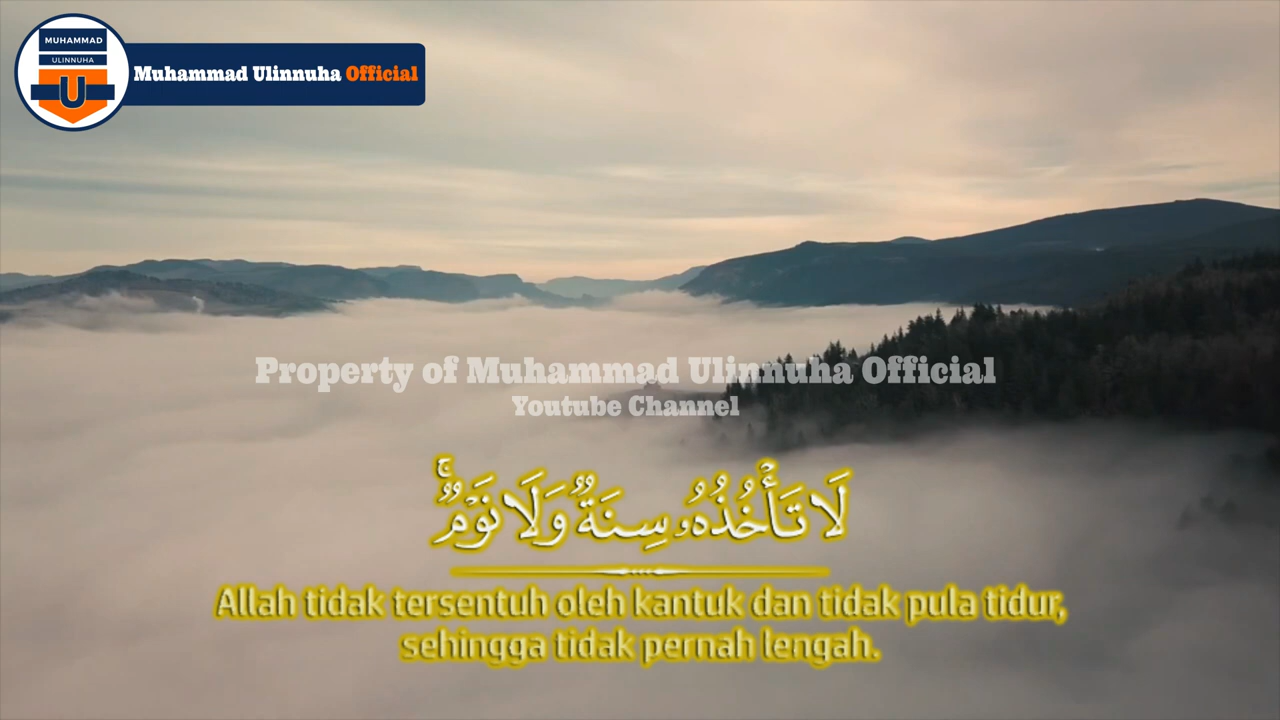 MUHAMMAD
ULINNUHA
U
Muhammad Ulinnuha Official
Property of Muhammad Ulinnuha Official
Youtube Channel
لَا تَأْخُذُهُۥ سِنَةٌ وَلَا نَوْمٌۚ
Allah tidak tersentuh oleh kantuk dan tidak pula tidur,
sehingga tidak pernah lengah.